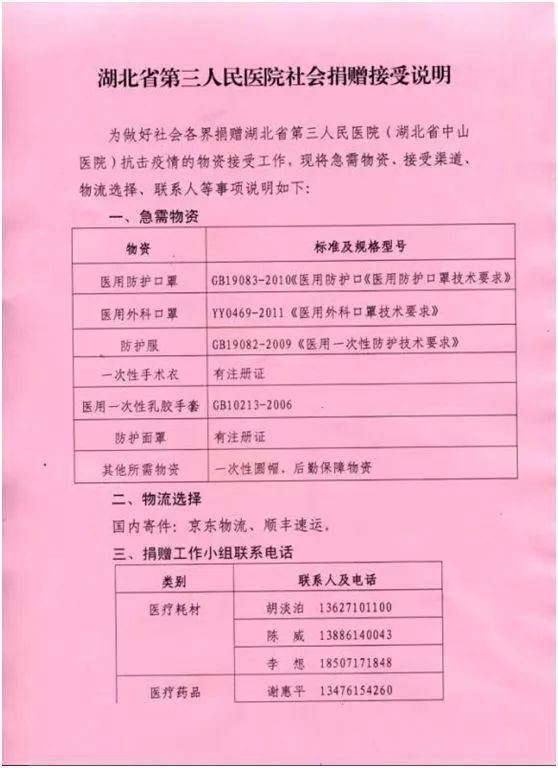 湖北省第三人民医院社会捐赠接受说明
为做好社会各界捐赠湖北省第三人民医院（湖北省中山
医院）抗击疫情的物资接受工作，现将急需物资、接受渠道、
物流选择、联系人等事项说明如下：
一、急需物资
物资 标准及规格型号
医用防护口罩 GB19083-2010《医用防护口《医用防护口罩技术要求》
医用外科口罩 YY0469-2011《医用外科口罩技术要求》
防护服 GB19082-2009《医用一次性防护技术要求》
一次性手术衣 有注册证
医用一次性乳胶手套 GB10213-2006
防护面罩 有注册证
其他所需物资 一次性圆帽、后勤保障物资
二、物流选择
国内寄件：京东物流、顺丰速运。
三、捐赠工作小组联系电话
类别 联系人及电话
医疗耗材 胡淡泊 13627101100
陈 威 13886140043
李 想 18507171848
医疗药品 谢惠平 13476154260